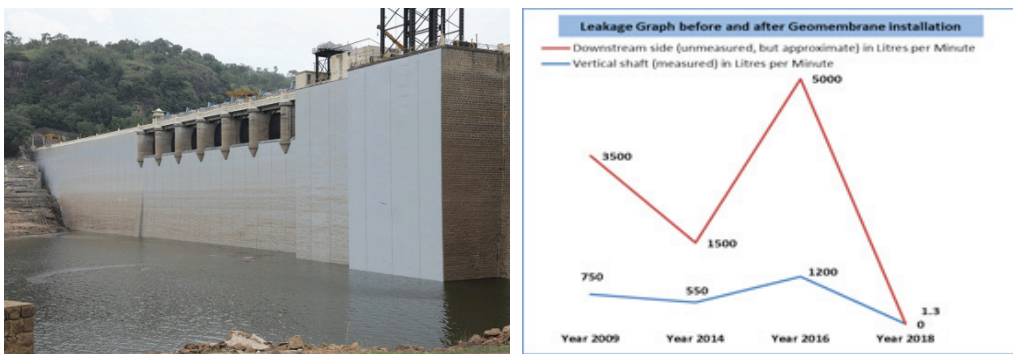 Leakage Graph before and after Geomembrane installation
Downstream side (unmeasured, but approximate) in Litres per Minute
Vertical shaft (measured) in Litres per Minute
5000
3500
1500
1200
750
550
1.3
0
Year 2009 Year 2014 Year 2016 Year 2018